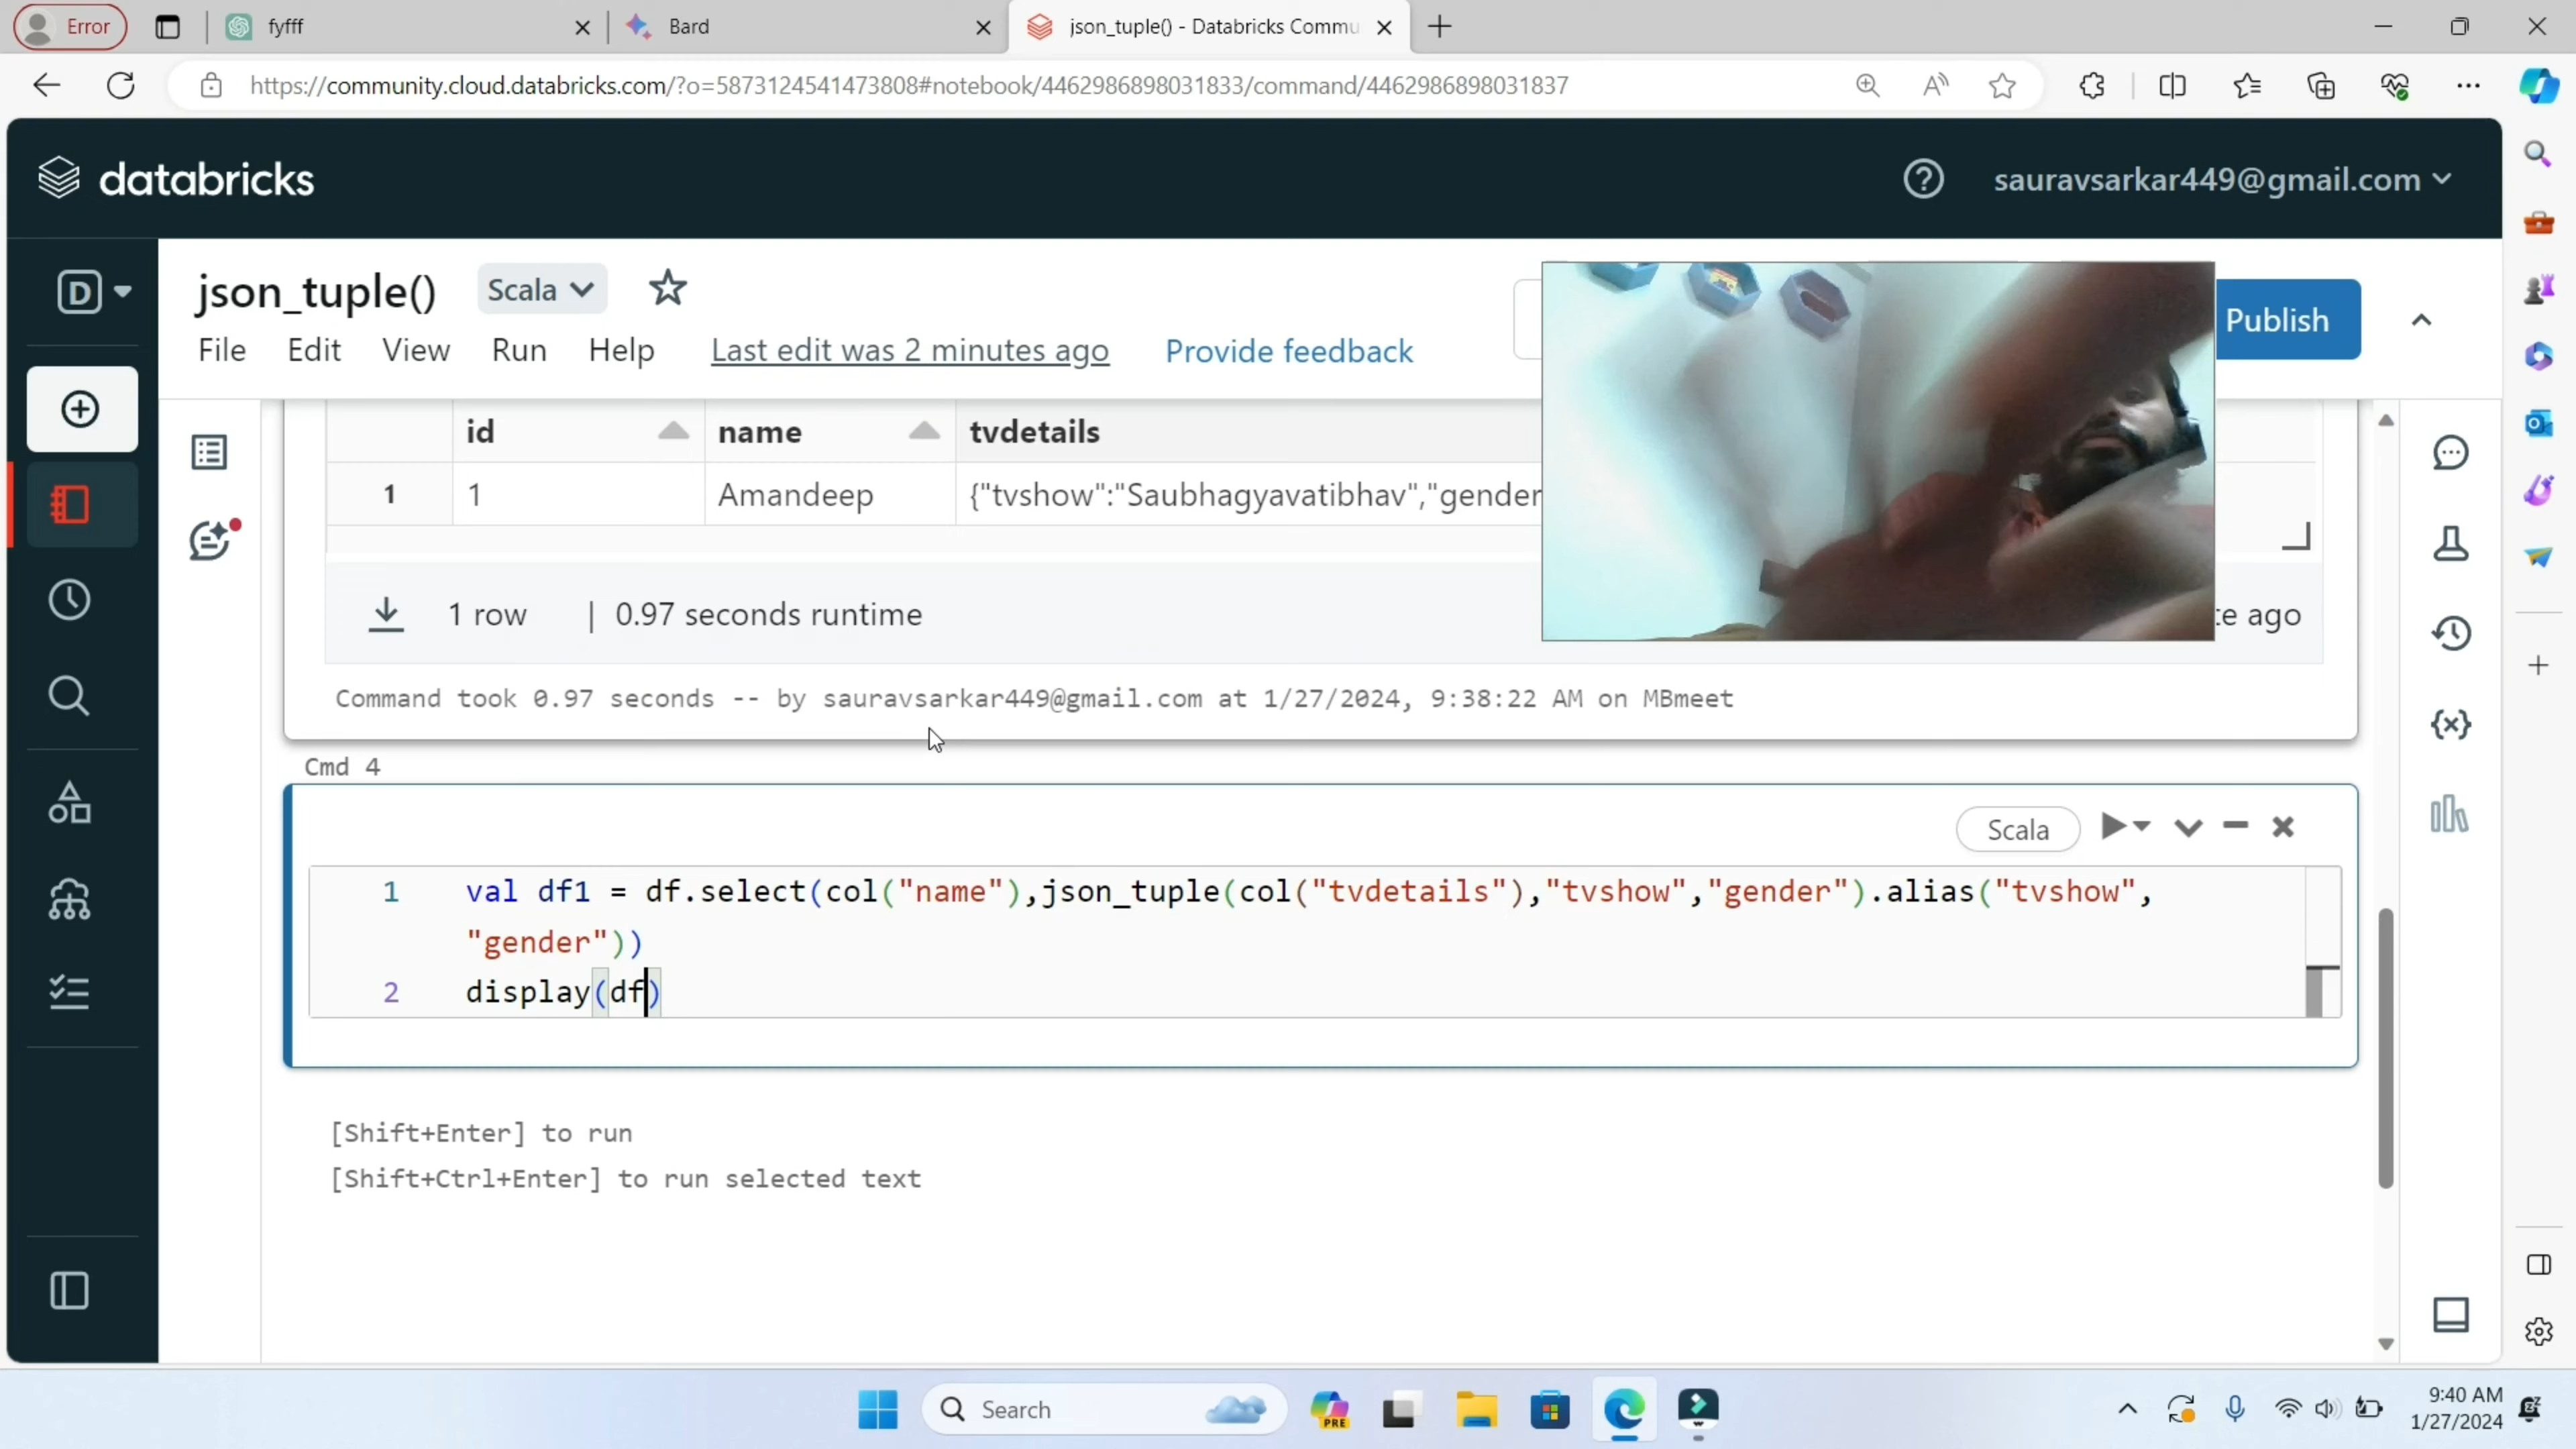 Error
fyfff
Bard
json_tuple() - Databricks Commu
https://community.cloud.databricks.com/?o=5873124541473808#notebook/4462986898031833/command/4462986898031837
databricks
sauravsarkar449@gmail.com
D
json_tuple()
Scala
Publish
File Edit View Run Help Last edit was 2 minutes ago Provide feedback
id name tvdetails
1 1 Amandeep {"tvshow":"Saubhagyavatibhav","gender
1 row | 0.97 seconds runtime
te ago
Command took 0.97 seconds -- by sauravsarkar449@gmail.com at 1/27/2024, 9:38:22 AM on MBmeet
Cmd 4
Scala
1 val df1 = df.select(col("name"),json_tuple(col("tvdetails"),"tvshow","gender").alias("tvshow",
"gender"))
2 display(df)
[Shift+Enter] to run
[Shift+Ctrl+Enter] to run selected text
Search
PRE
9:40 AM
1/27/2024